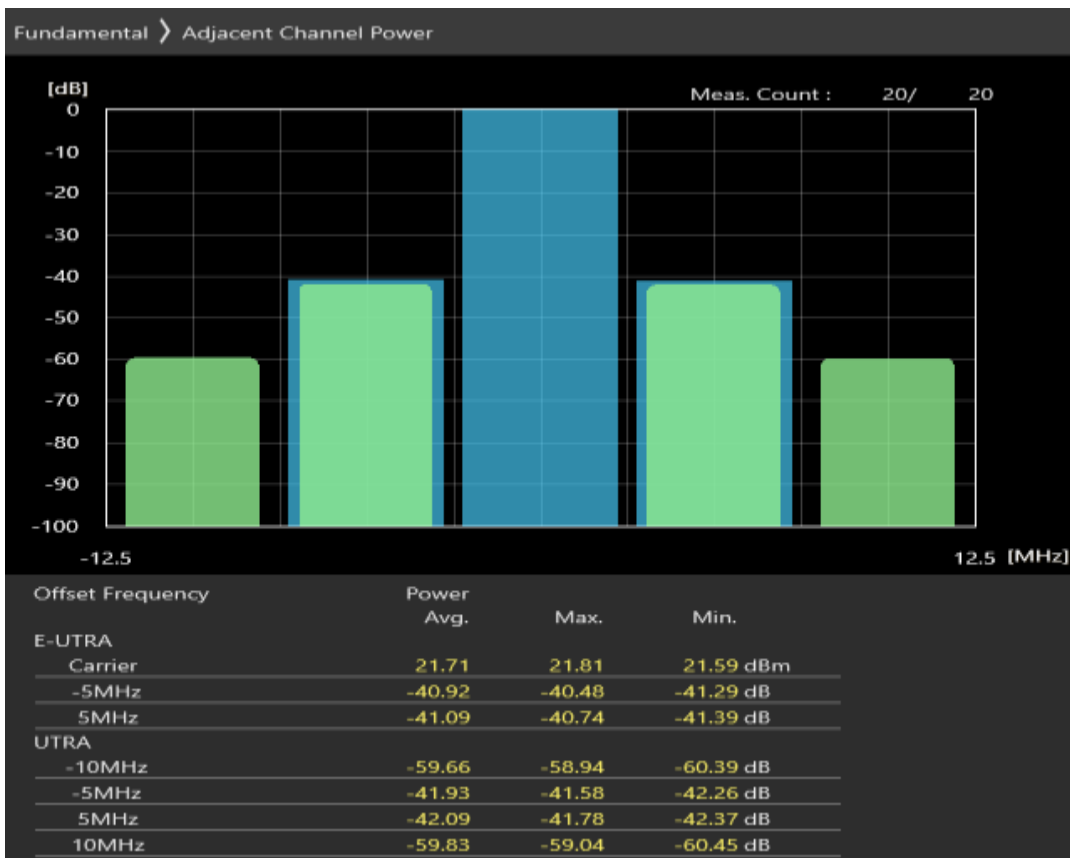 Fundamental ❯ Adjacent Channel Power
[dB]
Meas. Count : 20/ 20
0
-10
-20
-30
-40
-50
-60
-70
-80
-90
-100
-12.5 12.5 [MHz]
Offset Frequency Power
Avg. Max. Min.
E-UTRA
Carrier 21.71 21.81 21.59 dBm
-5MHz -40.92 -40.48 -41.29 dB
5MHz -41.09 -40.74 -41.39 dB
UTRA
-10MHz -59.66 -58.94 -60.39 dB
-5MHz -41.93 -41.58 -42.26 dB
5MHz -42.09 -41.78 -42.37 dB
10MHz -59.83 -59.04 -60.45 dB